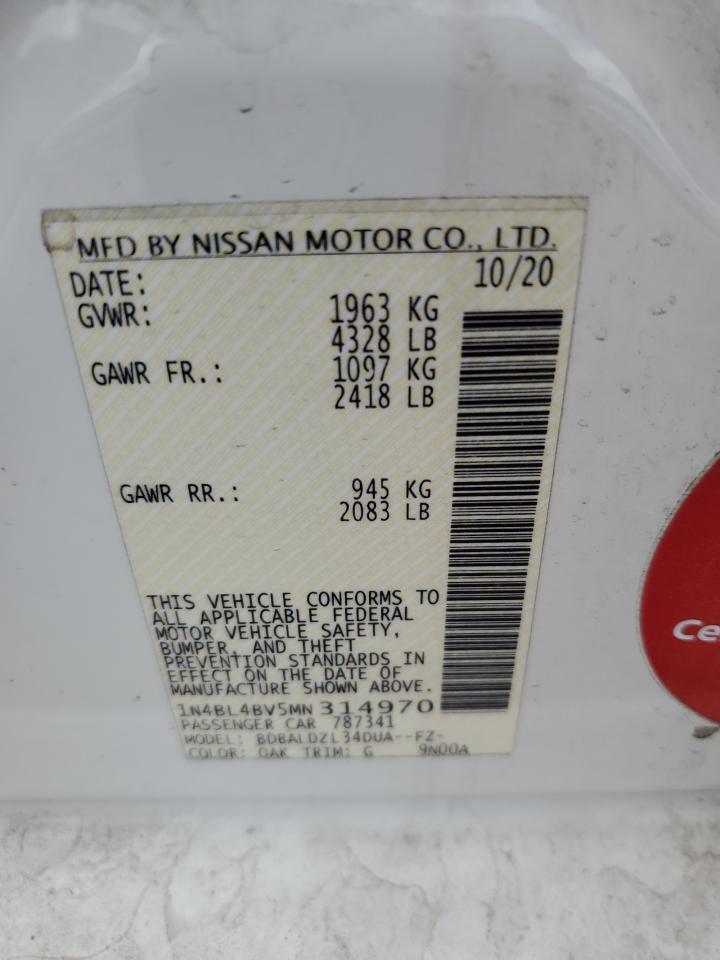 MFD BY NISSAN MOTOR CO., LTD.
DATE: 10/20
GVWR: 1963 KG
4328 LB
GAWR FR.: 1097 KG
2418 LB
GAWR RR.: 945 KG
2083 LB
THIS VEHICLE CONFORMS TO
ALL APPLICABLE FEDERAL
MOTOR VEHICLE SAFETY,
BUMPER, AND THEFT
PREVENTION STANDARDS IN
EFFECT ON THE DATE OF
MANUFACTURE SHOWN ABOVE.
1N4BL4BV5MN314970
PASSENGER CAR 787341
MODEL: BDBALDZL34DUA--FZ-
COLOR: QAK TRIM: G 9N00A
Ce